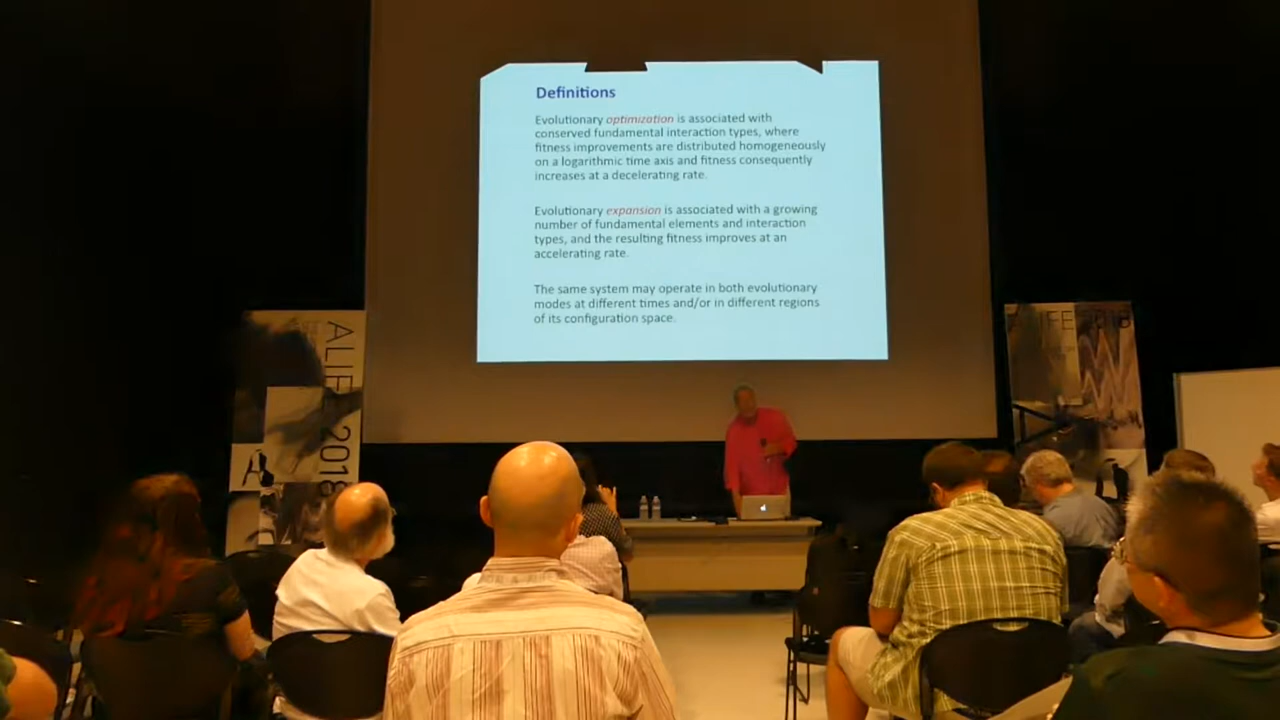 Definitions
Evolutionary optimization is associated with
conserved fundamental interaction types, where
fitness improvements are distributed homogeneously
on a logarithmic time axis and fitness consequently
increases at a decelerating rate.
Evolutionary expansion is associated with a growing
number of fundamental elements and interaction
types, and the resulting fitness improves at an
accelerating rate.
The same system may operate in both evolutionary
modes at different times and/or in different regions
of its configuration space.
ALIFE 2018
ALIFE 2018